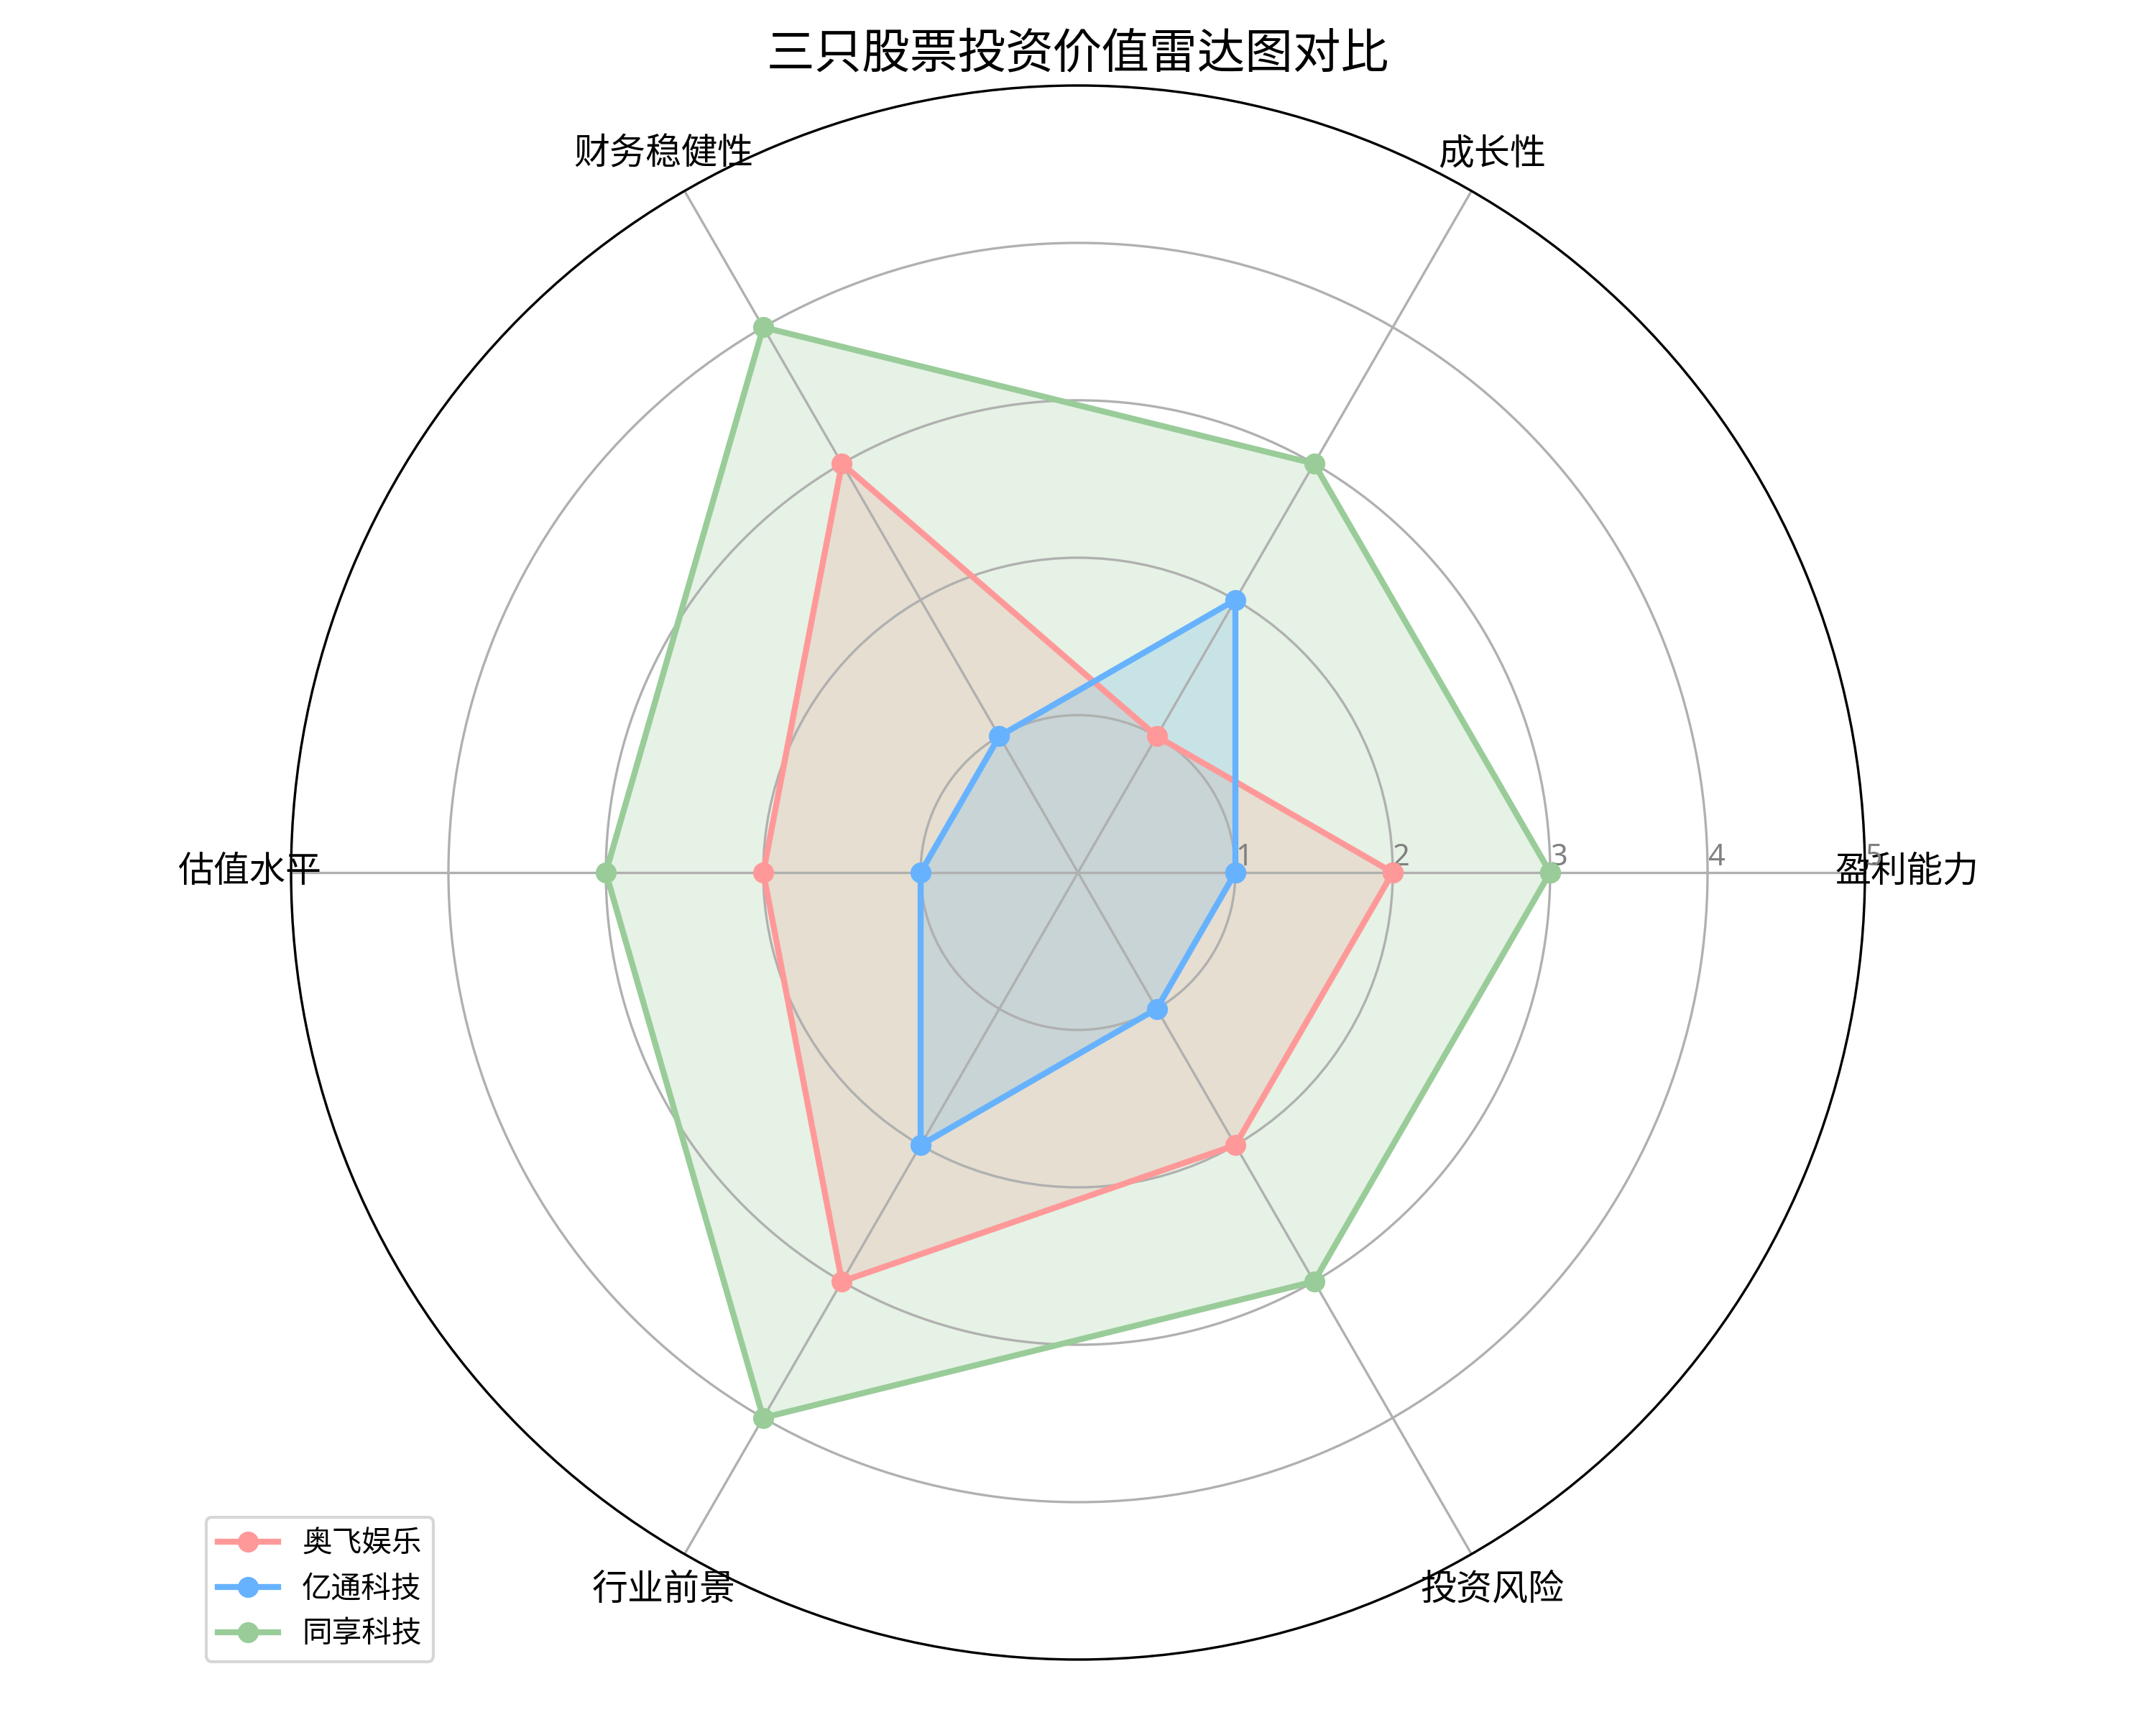 三只股票投资价值雷达图对比
财务稳健性
成长性
估值水平
1
2
3
4
5
盈利能力
行业前景
投资风险
奥飞娱乐
亿通科技
同享科技